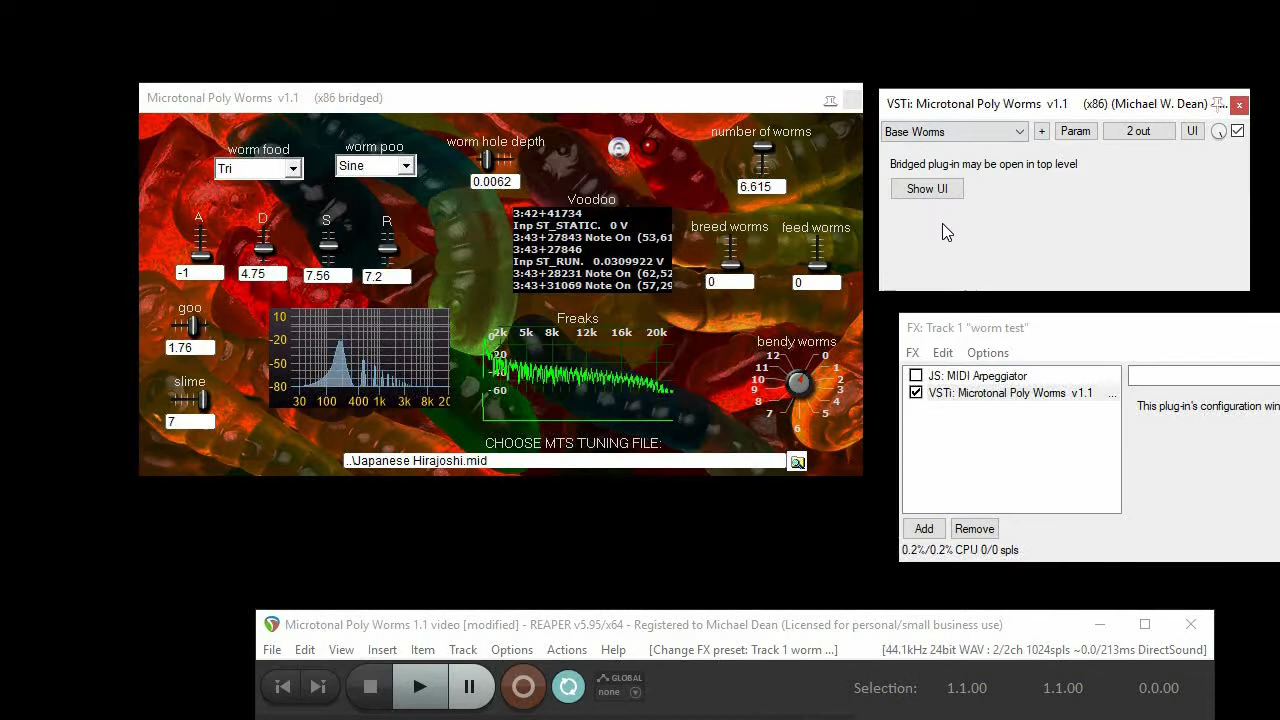 Microtonal Poly Worms v1.1 (x86 bridged)
worm food
Tri
worm poo
Sine
worm hole depth
0.0062
number of worms
6.615
A
-1
D
4.75
S
7.56
R
7.2
Voodoo
3:42+41734
Inp ST_STATIC. 0 V
3:43+27843 Note On (53,61
3:43+27846
Inp ST_RUN. 0.0309922 V
3:43+28231 Note On (62,52
3:43+31069 Note On (57,29
breed worms
0
feed worms
0
goo
1.76
slime
7
10
-20
-50
-80
30 100 400 1k 3k 8k 20
Freaks
2k 5k 8k 12k 16k 20k
0
-20
-40
-60
bendy worms
12 0
11 1
10 2
9 3
8 4
7 5
6
CHOOSE MTS TUNING FILE:
..\Japanese Hirajoshi.mid
VSTi: Microtonal Poly Worms v1.1 (x86) (Michael W. Dean) ...
Base Worms + Param 2 out UI
Bridged plug-in may be open in top level
Show UI
FX: Track 1 "worm test"
FX Edit Options
JS: MIDI Arpeggiator
VSTi: Microtonal Poly Worms v1.1 ...
This plug-in's configuration win
Add Remove
0.2%/0.2% CPU 0/0 spls
Microtonal Poly Worms 1.1 video [modified] - REAPER v5.95/x64 - Registered to Michael Dean (Licensed for personal/small business use)
File Edit View Insert Item Track Options Actions Help [Change FX preset: Track 1 worm ...] [44.1kHz 24bit WAV : 2/2ch 1024spls ~0.0/213ms DirectSound]
GLOBAL
none
Selection: 1.1.00 1.1.00 0.0.00